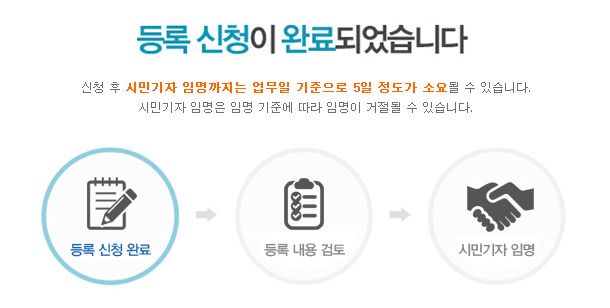 등록 신청이 완료되었습니다
신청 후 시민기자 임명까지는 업무일 기준으로 5일 정도가 소요될 수 있습니다.
시민기자 임명은 임명 기준에 따라 임명이 거절될 수 있습니다.
등록 신청 완료
등록 내용 검토
시민기자 임명